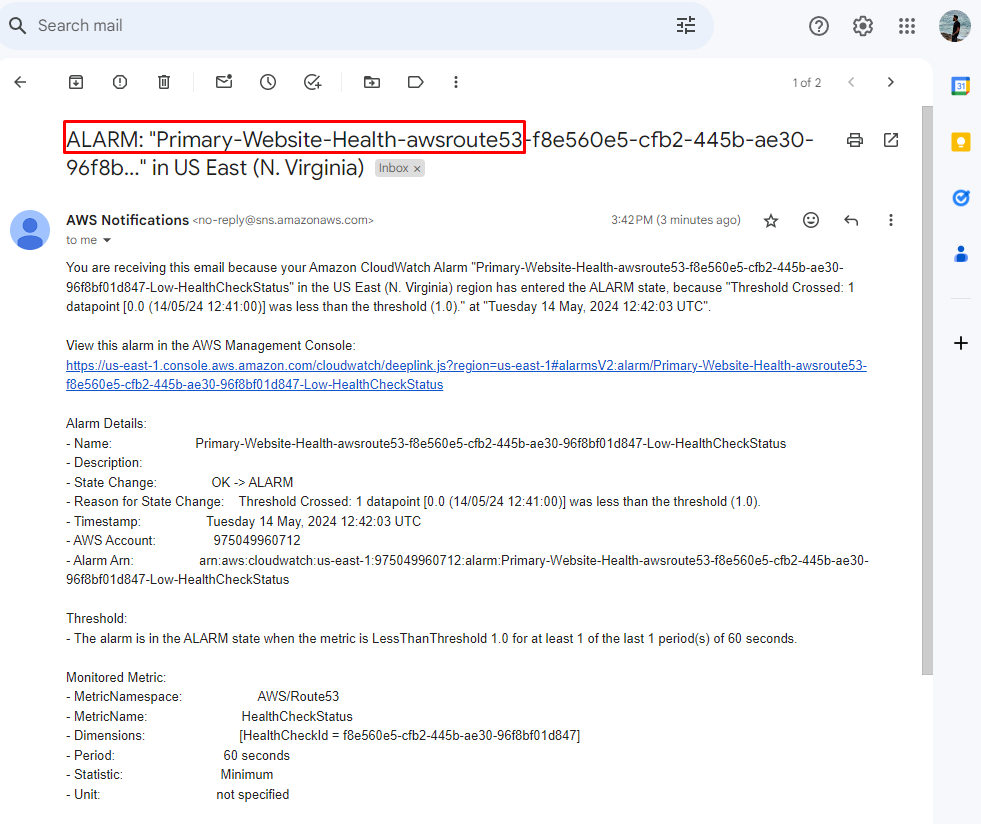 Search mail
1 of 2
ALARM: "Primary-Website-Health-awsroute53-f8e560e5-cfb2-445b-ae30-
96f8b..." in US East (N. Virginia) Inbox ×
AWS Notifications <no-reply@sns.amazonaws.com> 3:42 PM (3 minutes ago)
to me
31
You are receiving this email because your Amazon CloudWatch Alarm "Primary-Website-Health-awsroute53-f8e560e5-cfb2-445b-ae30-
96f8bf01d847-Low-HealthCheckStatus" in the US East (N. Virginia) region has entered the ALARM state, because "Threshold Crossed: 1
datapoint [0.0 (14/05/24 12:41:00)] was less than the threshold (1.0)." at "Tuesday 14 May, 2024 12:42:03 UTC".
View this alarm in the AWS Management Console:
https://us-east-1.console.aws.amazon.com/cloudwatch/deeplink.js?region=us-east-1#alarmsV2:alarm/Primary-Website-Health-awsroute53-
f8e560e5-cfb2-445b-ae30-96f8bf01d847-Low-HealthCheckStatus
Alarm Details:
- Name: Primary-Website-Health-awsroute53-f8e560e5-cfb2-445b-ae30-96f8bf01d847-Low-HealthCheckStatus
- Description:
- State Change: OK -> ALARM
- Reason for State Change: Threshold Crossed: 1 datapoint [0.0 (14/05/24 12:41:00)] was less than the threshold (1.0).
- Timestamp: Tuesday 14 May, 2024 12:42:03 UTC
- AWS Account: 975049960712
- Alarm Arn: arn:aws:cloudwatch:us-east-1:975049960712:alarm:Primary-Website-Health-awsroute53-f8e560e5-cfb2-445b-ae30-
96f8bf01d847-Low-HealthCheckStatus
Threshold:
- The alarm is in the ALARM state when the metric is LessThanThreshold 1.0 for at least 1 of the last 1 period(s) of 60 seconds.
Monitored Metric:
- MetricNamespace: AWS/Route53
- MetricName: HealthCheckStatus
- Dimensions: [HealthCheckId = f8e560e5-cfb2-445b-ae30-96f8bf01d847]
- Period: 60 seconds
- Statistic: Minimum
- Unit: not specified